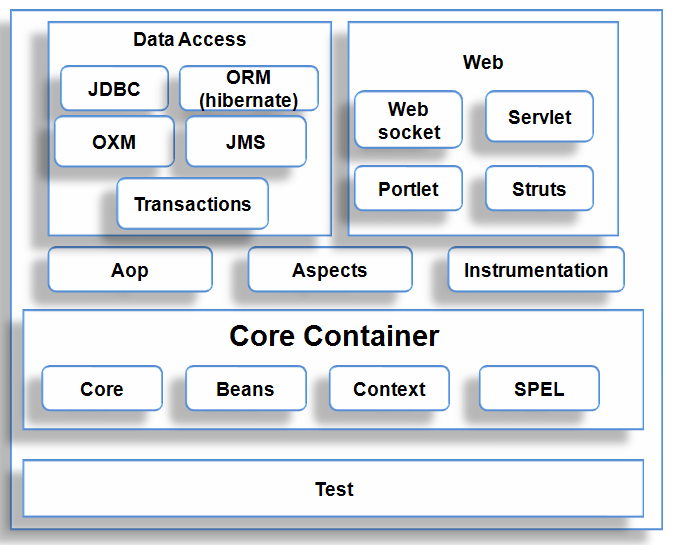 Data Access
JDBC
ORM
(hibernate)
OXM
JMS
Transactions
Web
Web
socket
Servlet
Portlet
Struts
Aop
Aspects
Instrumentation
Core Container
Core
Beans
Context
SPEL
Test